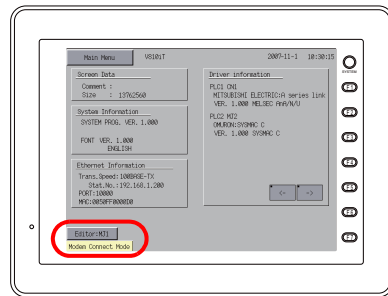 Main Menu V8101T 2007-11-1 10:30:15
SYSTEM
Screen Data
Comment :
Size : 13762560
System Information
SYSTEM PROG. VER. 1.000
FONT VER. 1.000
ENGLISH
Ethernet Information
Trans.Speed:100BASE-TX
Stat.No.:192.168.1.200
PORT:10000
MAC:0050FF0000D0
Driver information
PLC1 CN1
MITSUBISHI ELECTRIC:A series link
VER. 1.000 MELSEC AnA/N/U
PLC2 MJ2
OMURON:SYSMAC C
VER. 1.000 SYSMAC C
<- ->
F1
F2
F3
F4
F5
F6
F7
Editor:MJ1
Modem Connect Mode